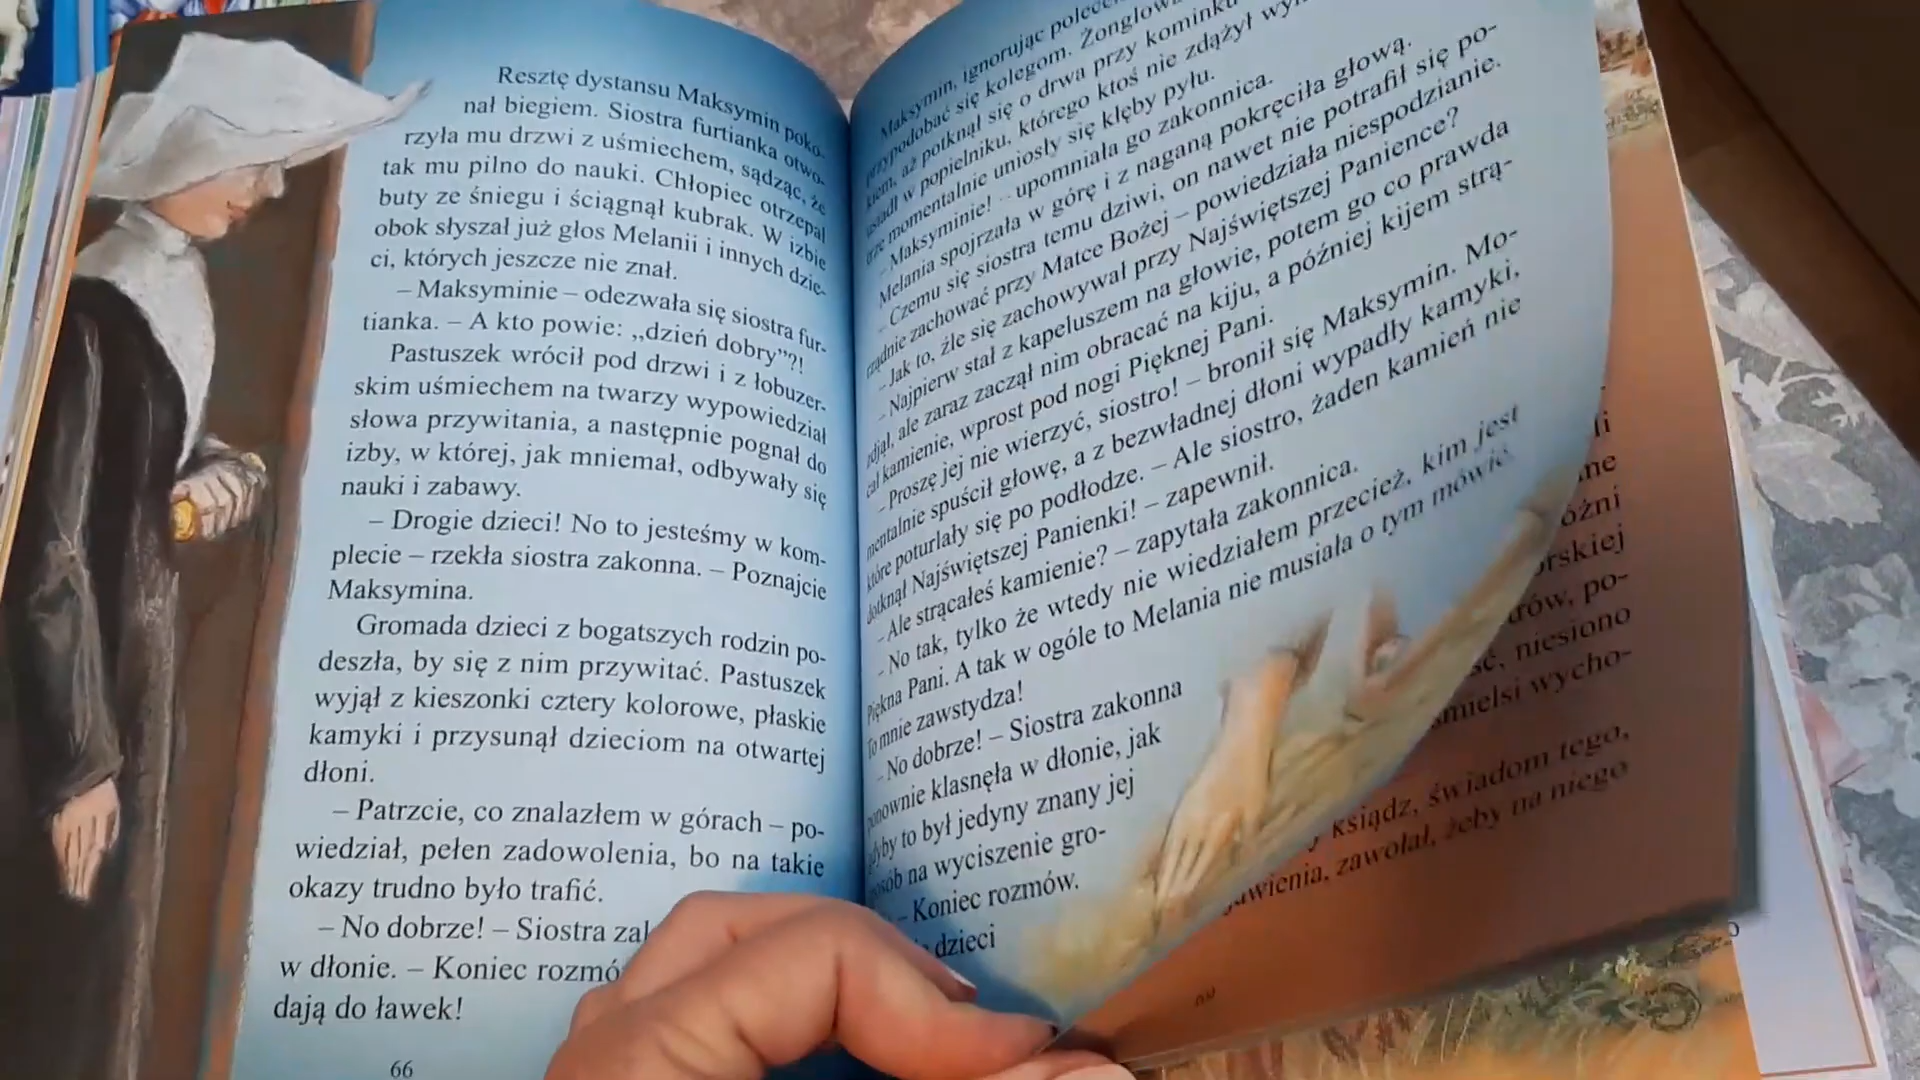 Resztę dystansu Maksymin poko-
nał biegiem. Siostra furtianka otwo-
rzyła mu drzwi z uśmiechem, sądząc, że
tak mu pilno do nauki. Chłopiec otrzepał
buty ze śniegu i ściągnął kubrak. W izbie
obok słyszał już głos Melanii i innych dzie-
ci, których jeszcze nie znał.
– Maksyminie – odezwała się siostra fur-
tianka. – A kto powie: „dzień dobry”?!
Pastuszek wrócił pod drzwi i z łobuzer-
skim uśmiechem na twarzy wypowiedział
słowa przywitania, a następnie pognał do
izby, w której, jak mniemał, odbywały się
nauki i zabawy.
– Drogie dzieci! No to jesteśmy w kom-
plecie – rzekła siostra zakonna. – Poznajcie
Maksymina.
Gromada dzieci z bogatszych rodzin po-
deszła, by się z nim przywitać. Pastuszek
wyjął z kieszonki cztery kolorowe, płaskie
kamyki i przysunął dzieciom na otwartej
dłoni.
– Patrzcie, co znalazłem w górach – po-
wiedział, pełen zadowolenia, bo na takie
okazy trudno było trafić.
– No dobrze! – Siostra
w dłonie. – Koniec
dają do ławek!
66
Maksymin, ignorując
przypodobać się kolegom.
aż potknął się o drwa przy kominku
w popielniku, którego ktoś nie zdążył
momentalnie uniosły się kłęby pyłu.
– Maksyminie! – upomniała go zakonnica.
Melania spojrzała w górę i z naganą pokręciła głową.
– Czemu się siostra temu dziwi, on nawet nie potrafił się po-
rządnie zachować przy Matce Bożej – powiedziała niespodzianie.
– Jak to, źle się zachowywał przy Najświętszej Panience?
– Najpierw stał z kapeluszem na głowie, potem go co prawda
zdjął, ale zaraz zaczął nim obracać na kiju, a później kijem strą-
cał kamienie, wprost pod nogi Pięknej Pani.
– Proszę jej nie wierzyć, siostro! – bronił się Maksymin. Mo-
mentalnie spuścił głowę, a z bezwładnej dłoni wypadły kamyki,
które poturlały się po podłodze. – Ale siostro, żaden kamień nie
dotknął Najświętszej Panienki! – zapewnił.
– Ale strącałeś kamienie? – zapytała zakonnica.
– No tak, tylko że wtedy nie wiedziałem przecież, kim jest
Piękna Pani. A tak w ogóle to Melania nie musiała o tym mówić.
To mnie zawstydza!
– No dobrze! – Siostra zakonna
ponownie klasnęła w dłonie, jak
gdyby to był jedyny znany jej
sposób na wyciszenie gro-
– Koniec rozmów.
dzieci
niesiono
wycho-
ksiądz, świadom tego,
zawołał, żeby na niego